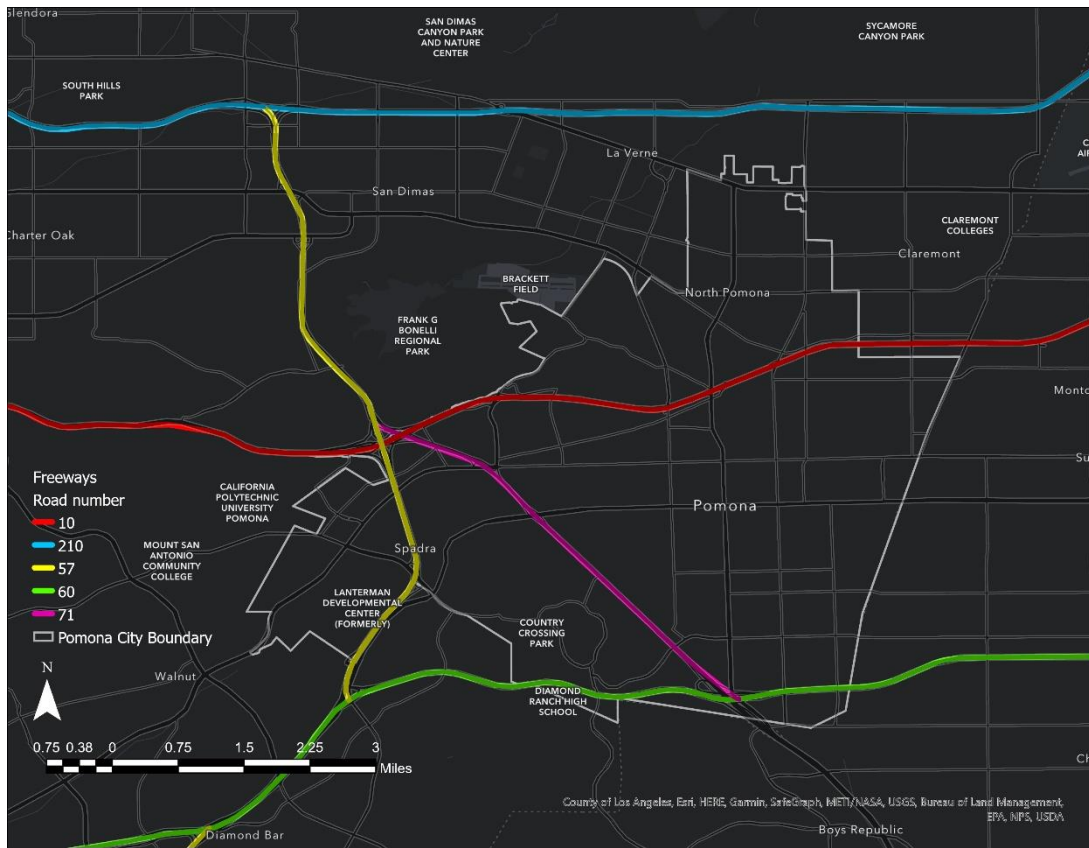 Glendora
SAN DIMAS
CANYON PARK
AND NATURE
CENTER
SYCAMORE
CANYON PARK
SOUTH HILLS
PARK
La Verne
San Dimas
CLAREMONT
COLLEGES
Charter Oak
Claremont
BRACKETT
FIELD
North Pomona
FRANK G
BONELLI
REGIONAL
PARK
Freeways
Road number
10
210
57
60
71
Pomona City Boundary
CALIFORNIA
POLYTECHNIC
UNIVERSITY
POMONA
Pomona
MOUNT SAN
ANTONIO
COMMUNITY
COLLEGE
Spadra
LANTERMAN
DEVELOPMENTAL
CENTER
(FORMERLY)
COUNTRY
CROSSING
PARK
N
Walnut
DIAMOND
RANCH HIGH
SCHOOL
0.75 0.38 0 0.75 1.5 2.25 3
Miles
County of Los Angeles, Esri, HERE, Garmin, SafeGraph, METI/NASA, USGS, Bureau of Land Management,
EPA, NPS, USDA
Diamond Bar
Boys Republic